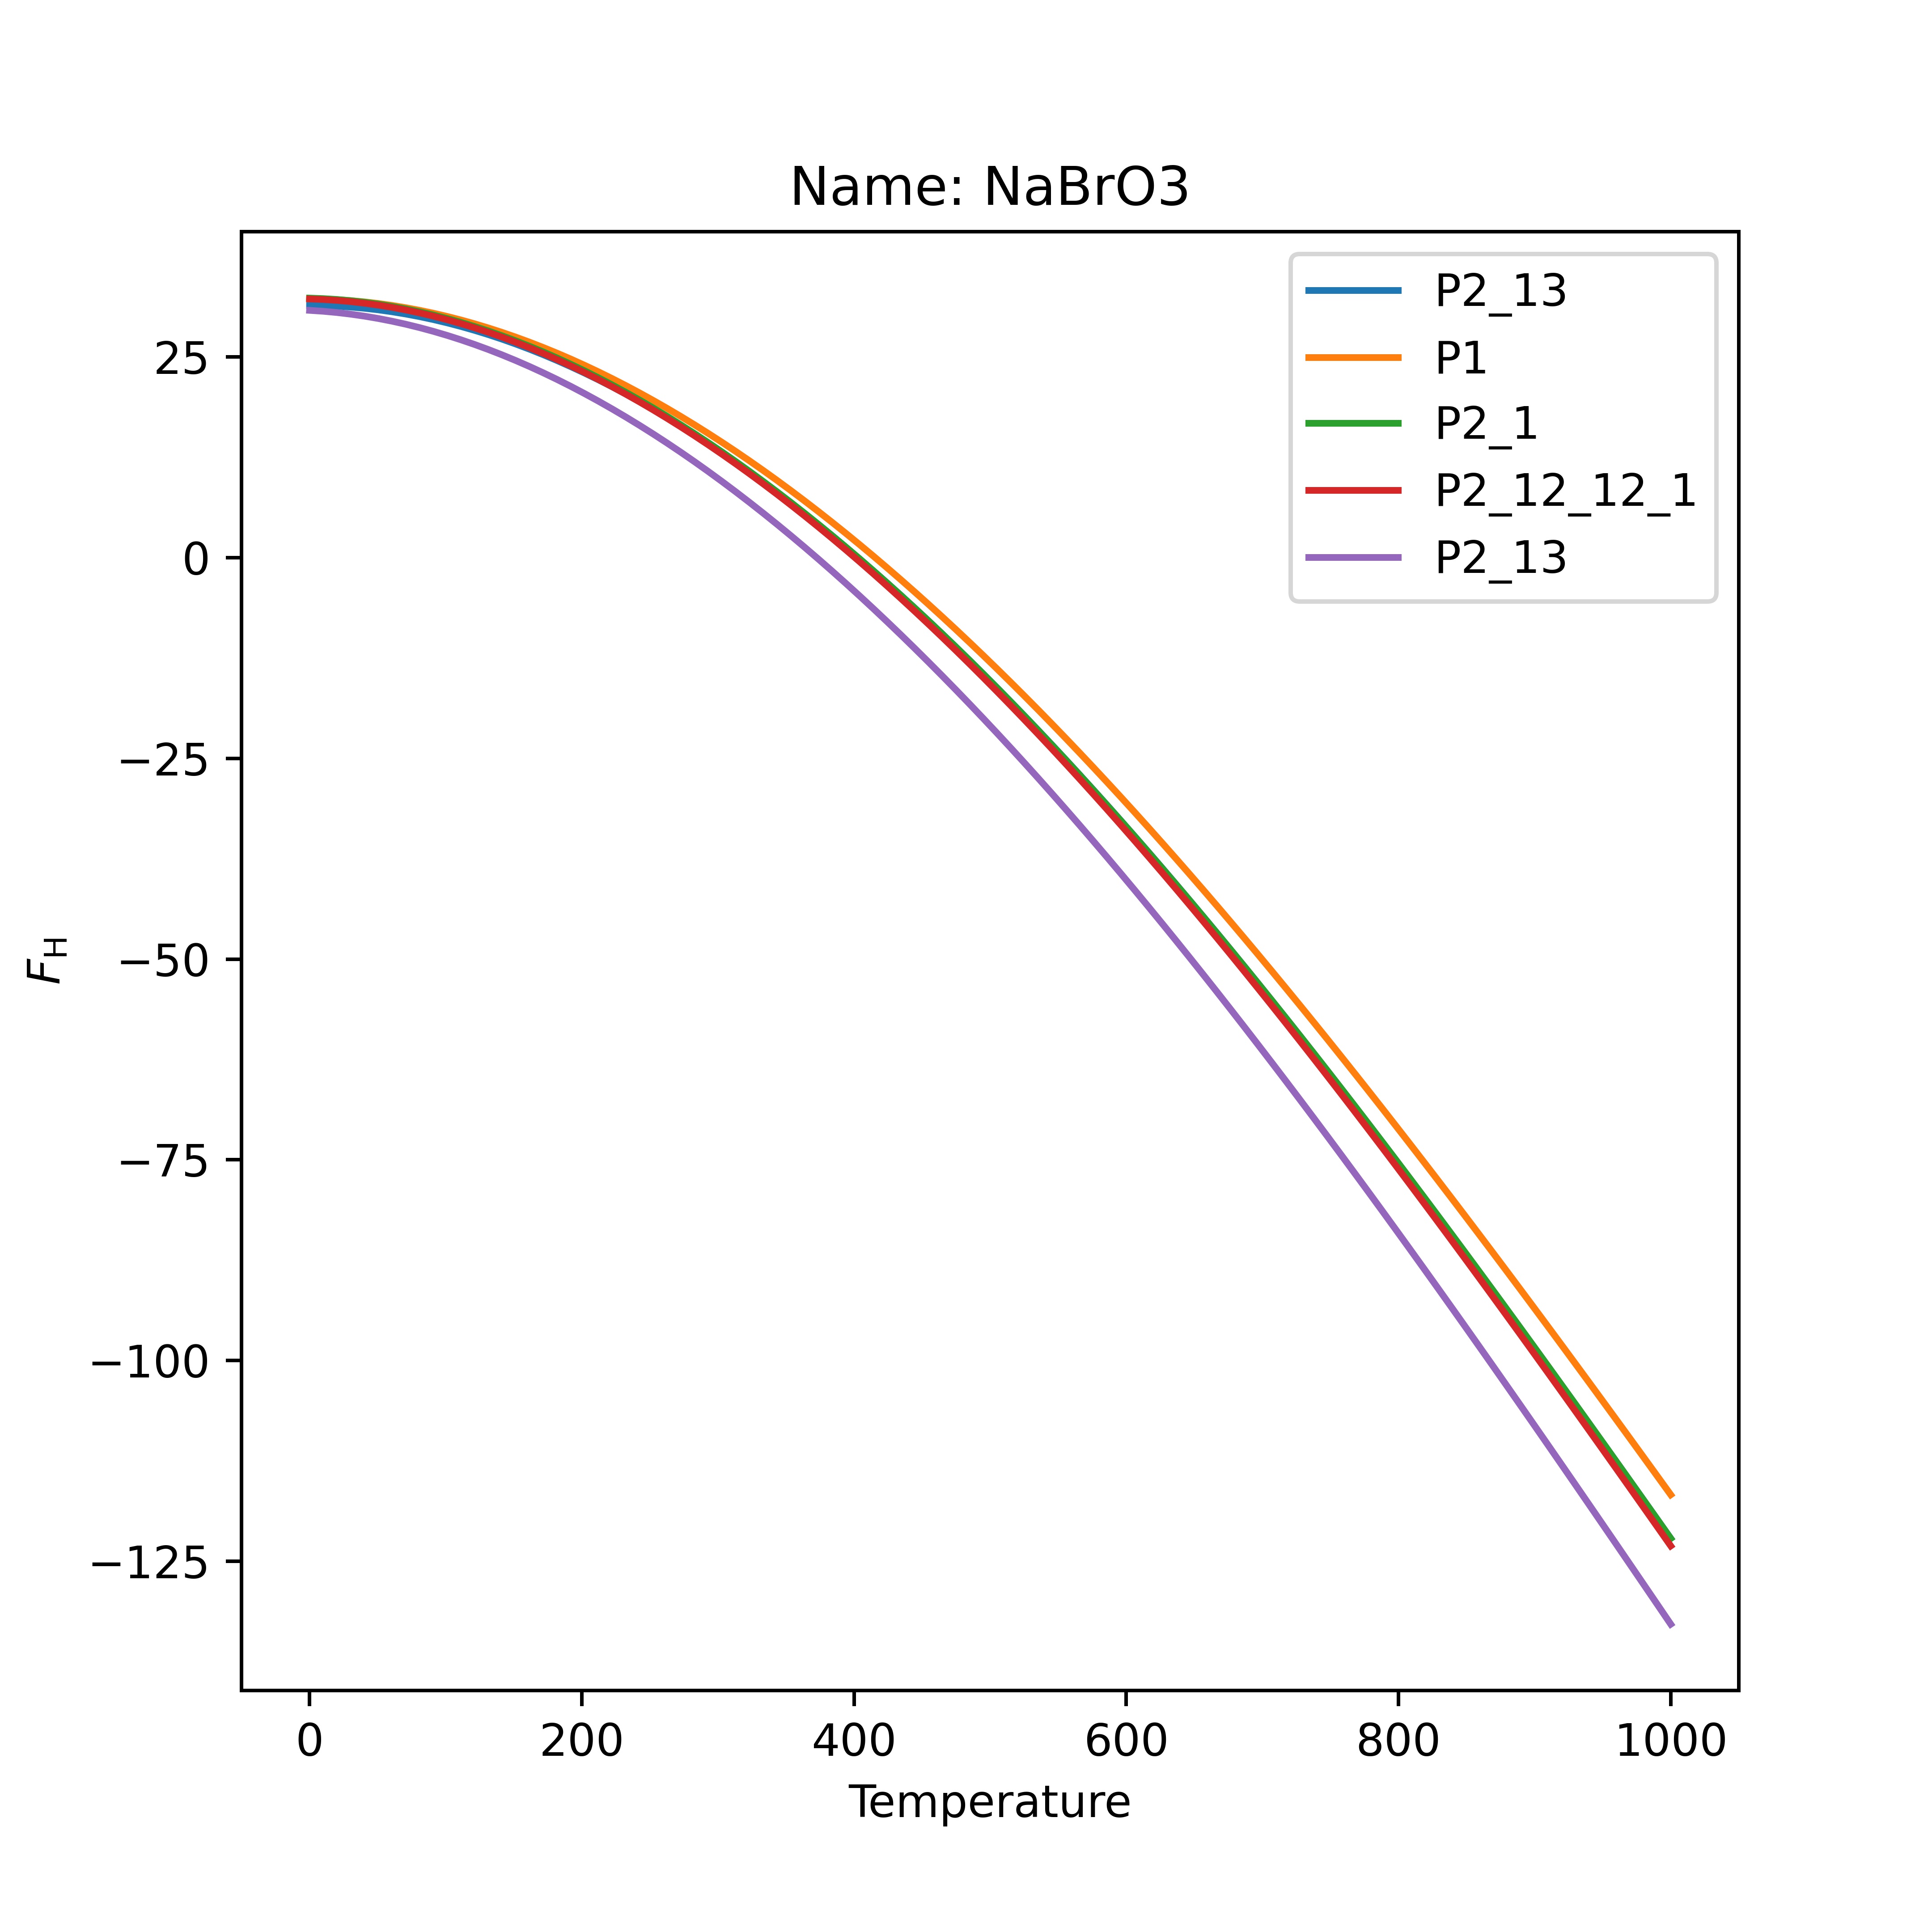 Name: NaBrO3
P2_13
P1
P2_1
P2_12_12_1
P2_13
25
0
−25
−50
−75
−100
−125
F_H
0 200 400 600 800 1000
Temperature